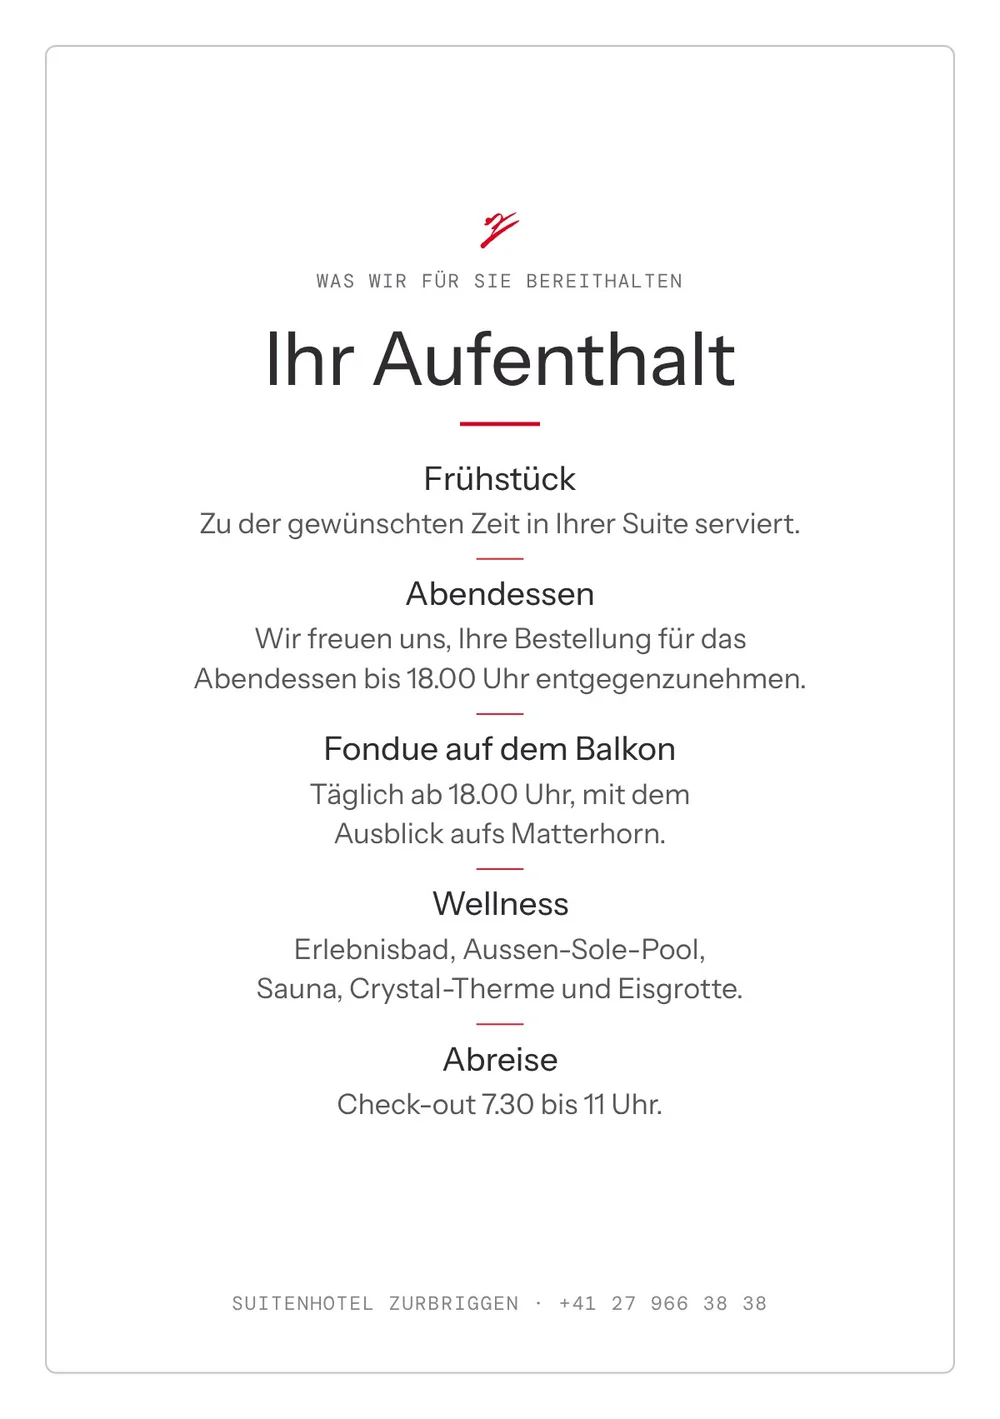 WAS WIR FÜR SIE BEREITHALTEN
Ihr Aufenthalt
Frühstück
Zu der gewünschten Zeit in Ihrer Suite serviert.
Abendessen
Wir freuen uns, Ihre Bestellung für das
Abendessen bis 18.00 Uhr entgegenzunehmen.
Fondue auf dem Balkon
Täglich ab 18.00 Uhr, mit dem
Ausblick aufs Matterhorn.
Wellness
Erlebnisbad, Aussen-Sole-Pool,
Sauna, Crystal-Therme und Eisgrotte.
Abreise
Check-out 7.30 bis 11 Uhr.
SUITENHOTEL ZURBRIGGEN · +41 27 966 38 38